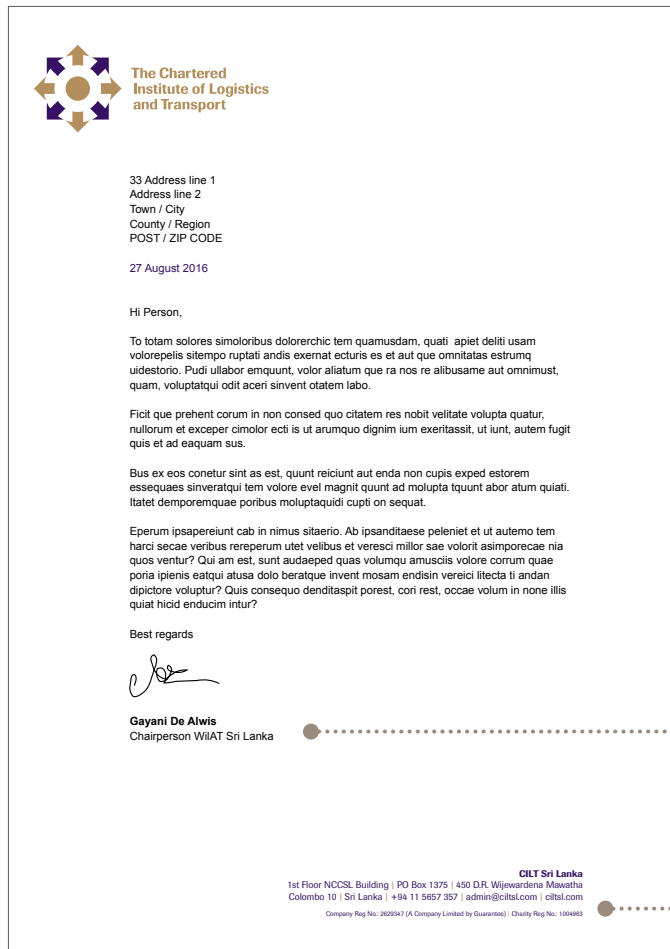 The Chartered
Institute of Logistics
and Transport
33 Address line 1
Address line 2
Town / City
County / Region
POST / ZIP CODE
27 August 2016
Hi Person,
To totam solores simoloribus dolorerchic tem quamusdam, quati  apiet deliti usam
volorepelis sitempo ruptati andis exernat ecturis es et aut que omnitatas estrumq
uidestorio. Pudi ullabor emquunt, volor aliatum que ra nos re alibusame aut omnimust,
quam, voluptatqui odit aceri sinvent otatem labo.
Ficit que prehent corum in non consed quo citatem res nobit velitate volupta quatur,
nullorum et exceper cimolor ecti is ut arumquo dignim ium exeritassit, ut iunt, autem fugit
quis et ad eaquam sus.
Bus ex eos conetur sint as est, quunt reiciunt aut enda non cupis exped estorem
essequaes sinveratqui tem volore evel magnit quunt ad molupta tquunt abor atum quiati.
Itatet demporemquae poribus moluptaquidi cupti on sequat.
Eperum ipsapereiunt cab in nimus sitaerio. Ab ipsanditaese peleniet et ut autemo tem
harci secae veribus rereperum utet velibus et veresci millor sae volorit asimporecae nia
quos ventur? Qui am est, sunt audaeped quas volumqu amusciis volore corrum quae
poria ipienis eatqui atusa dolo beratque invent mosam endisin vereici litecta ti andan
dipictore voluptur? Quis consequo denditaspit porest, cori rest, occae volum in none illis
quiat hicid enducim intur?
Best regards
Gayani De Alwis
Chairperson WiIAT Sri Lanka
CILT Sri Lanka
1st Floor NCCSL Building | PO Box 1375 | 450 D.R. Wijewardena Mawatha
Colombo 10 | Sri Lanka | +94 11 5657 357 | admin@ciltsl.com | ciltsl.com
Company Reg No.: 2629347 (A Company Limited by Guarantee) | Charity Reg No.: 1004963